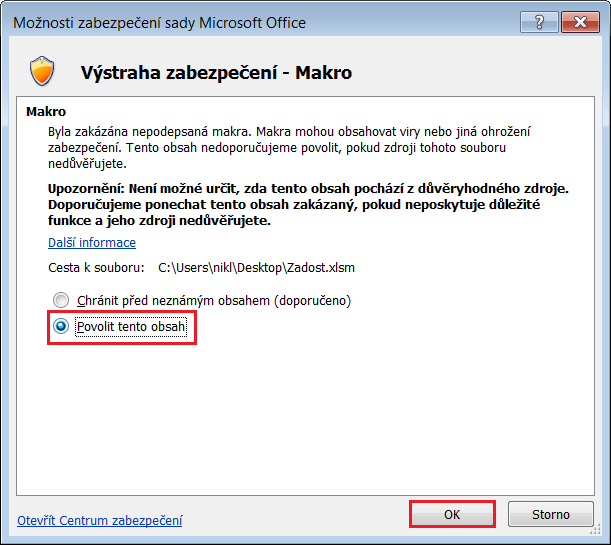 Možnosti zabezpečení sady Microsoft Office
?
Výstraha zabezpečení - Makro
Makro
Byla zakázána nepodepsaná makra. Makra mohou obsahovat viry nebo jiná ohrožení
zabezpečení. Tento obsah nedoporučujeme povolit, pokud zdroji tohoto souboru
nedůvěřujete.
Upozornění: Není možné určit, zda tento obsah pochází z důvěryhodného zdroje.
Doporučujeme ponechat tento obsah zakázaný, pokud neposkytuje důležité
funkce a jeho zdroji nedůvěřujete.
Další informace
Cesta k souboru: C:\Users\nikl\Desktop\Zadost.xlsm
Chránit před neznámým obsahem (doporučeno)
Povolit tento obsah
Otevřít Centrum zabezpečení
OK
Storno